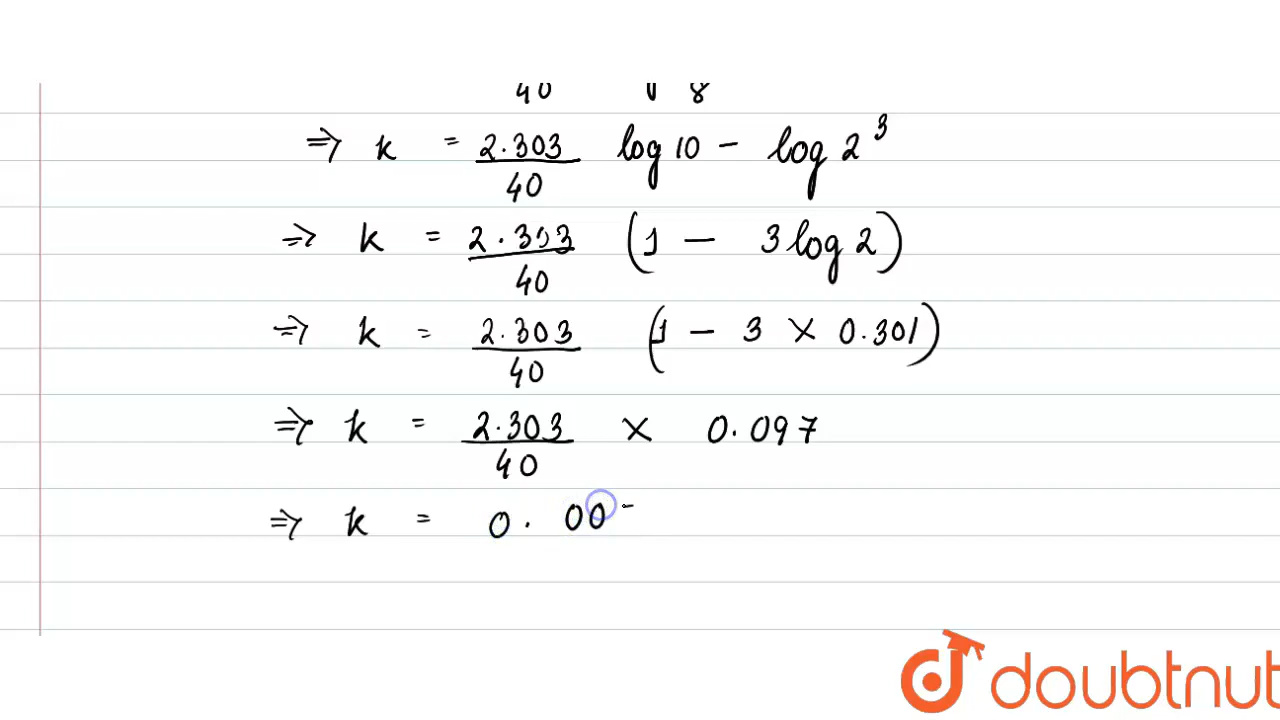 40 8
⇒ k = 2.303/40 log 10 - log 2³
⇒ k = 2.303/40 (1 - 3 log 2)
⇒ k = 2.303/40 (1 - 3 × 0.301)
⇒ k = 2.303/40 × 0.097
⇒ k = 0.00
doubtnut